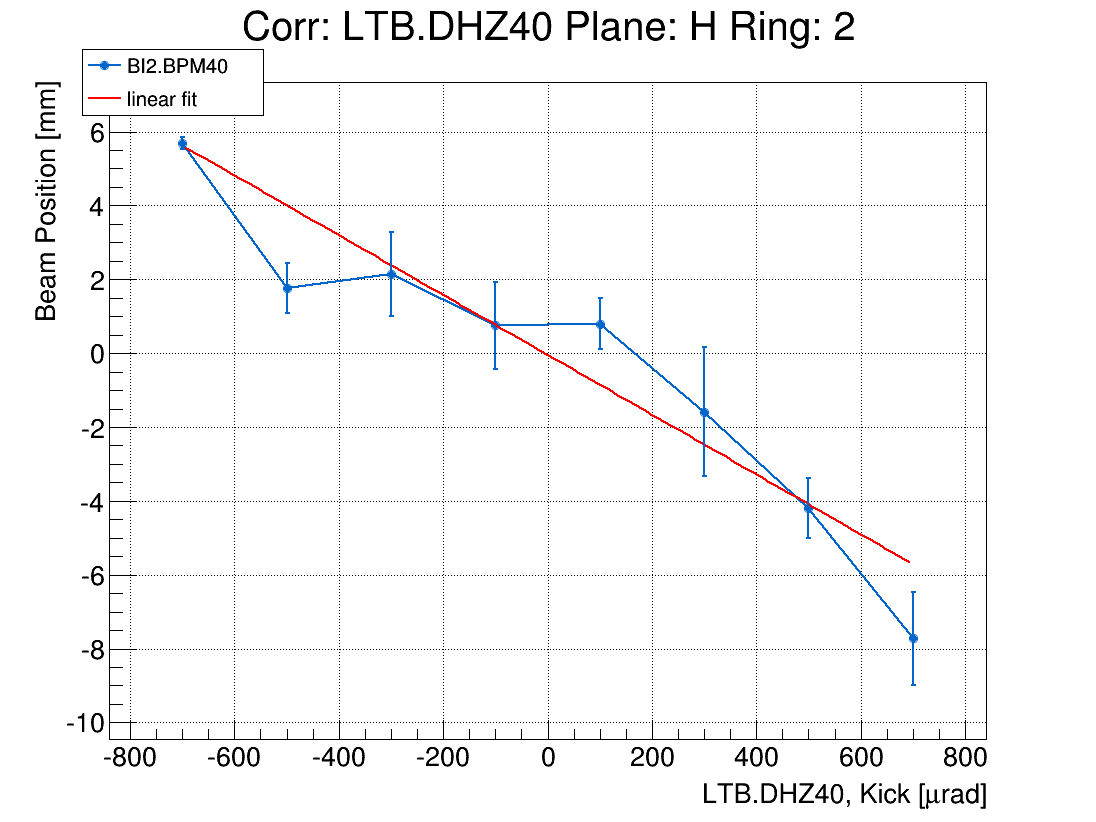 Corr: LTB.DHZ40 Plane: H Ring: 2
BI2.BPM40
linear fit
Beam Position [mm]
6
4
2
0
-2
-4
-6
-8
-10
-800 -600 -400 -200 0 200 400 600 800
LTB.DHZ40, Kick [μrad]